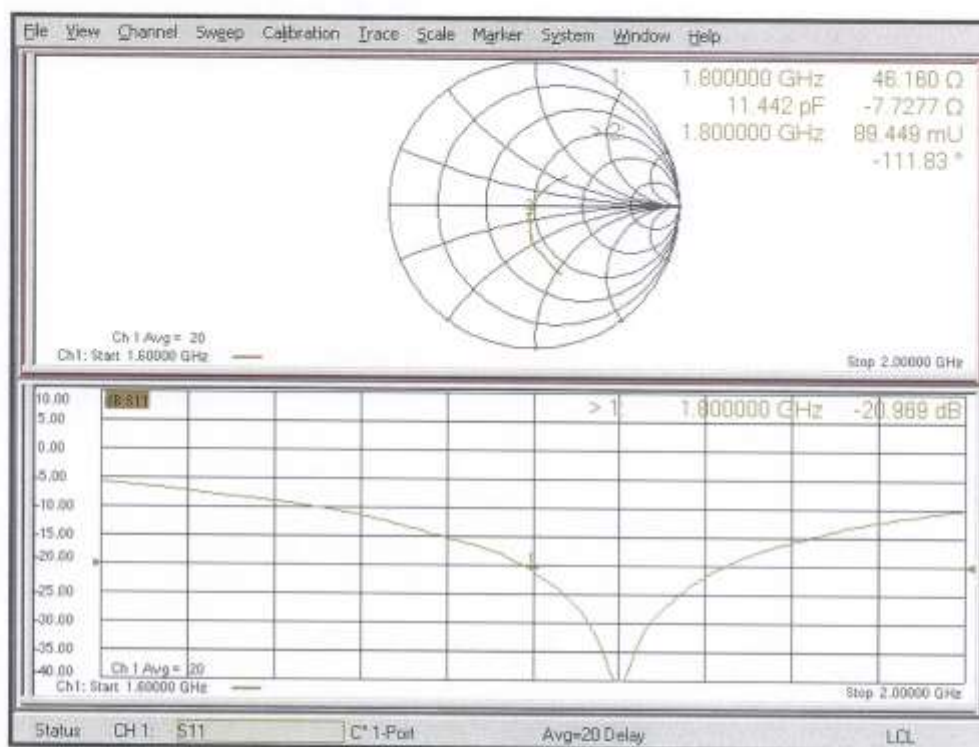 File View Channel Sweep Calibration Trace Scale Marker System Window Help
1: 1.800000 GHz 46.160 Ω
11.442 pF -7.7277 Ω
> 2: 1.800000 GHz 89.449 mU
-111.83 °
Ch 1 Avg = 20
Ch1: Start 1.60000 GHz
Stop 2.00000 GHz
10.00
> 1: 1.800000 GHz -20.969 dB
5.00
0.00
-5.00
-10.00
-15.00
-20.00
-25.00
-30.00
-35.00
-40.00
Ch 1 Avg = 20
Ch1: Start 1.60000 GHz
Stop 2.00000 GHz
Status CH 1: S11 C* 1-Port Avg=20 Delay LCL